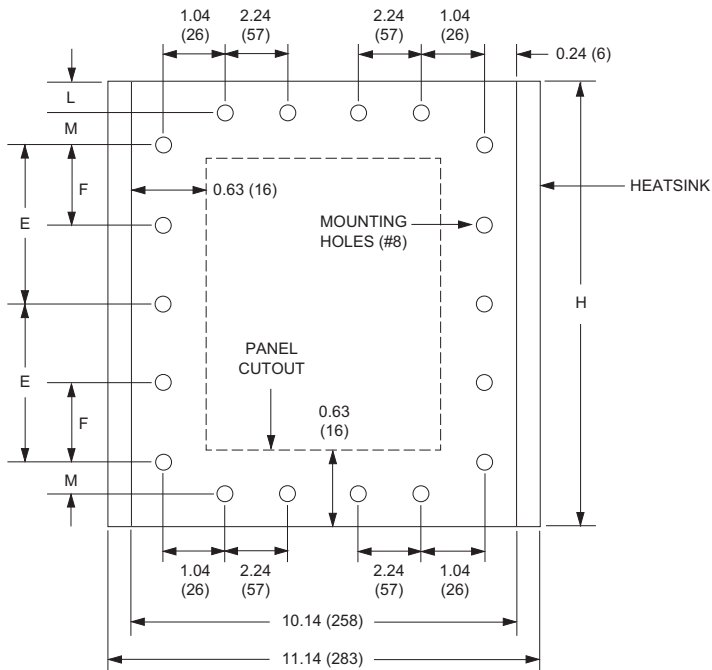 1.04
(26)
2.24
(57)
2.24
(57)
1.04
(26)
0.24 (6)
L
M
F
E
0.63 (16)
HEATSINK
MOUNTING
HOLES (#8)
H
PANEL
CUTOUT
E
F
0.63
(16)
M
1.04
(26)
2.24
(57)
2.24
(57)
1.04
(26)
10.14 (258)
11.14 (283)